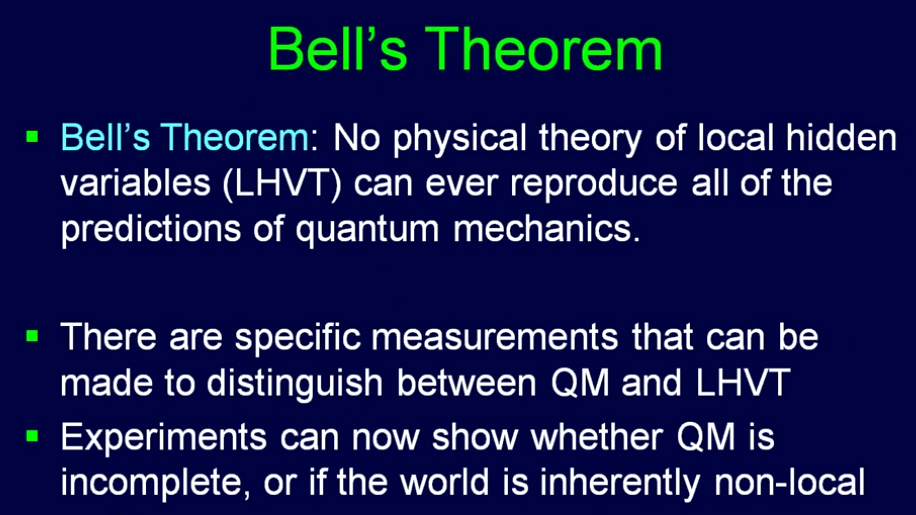 Bell's Theorem
▪ Bell's Theorem: No physical theory of local hidden
variables (LHVT) can ever reproduce all of the
predictions of quantum mechanics.
▪ There are specific measurements that can be
made to distinguish between QM and LHVT
▪ Experiments can now show whether QM is
incomplete, or if the world is inherently non-local